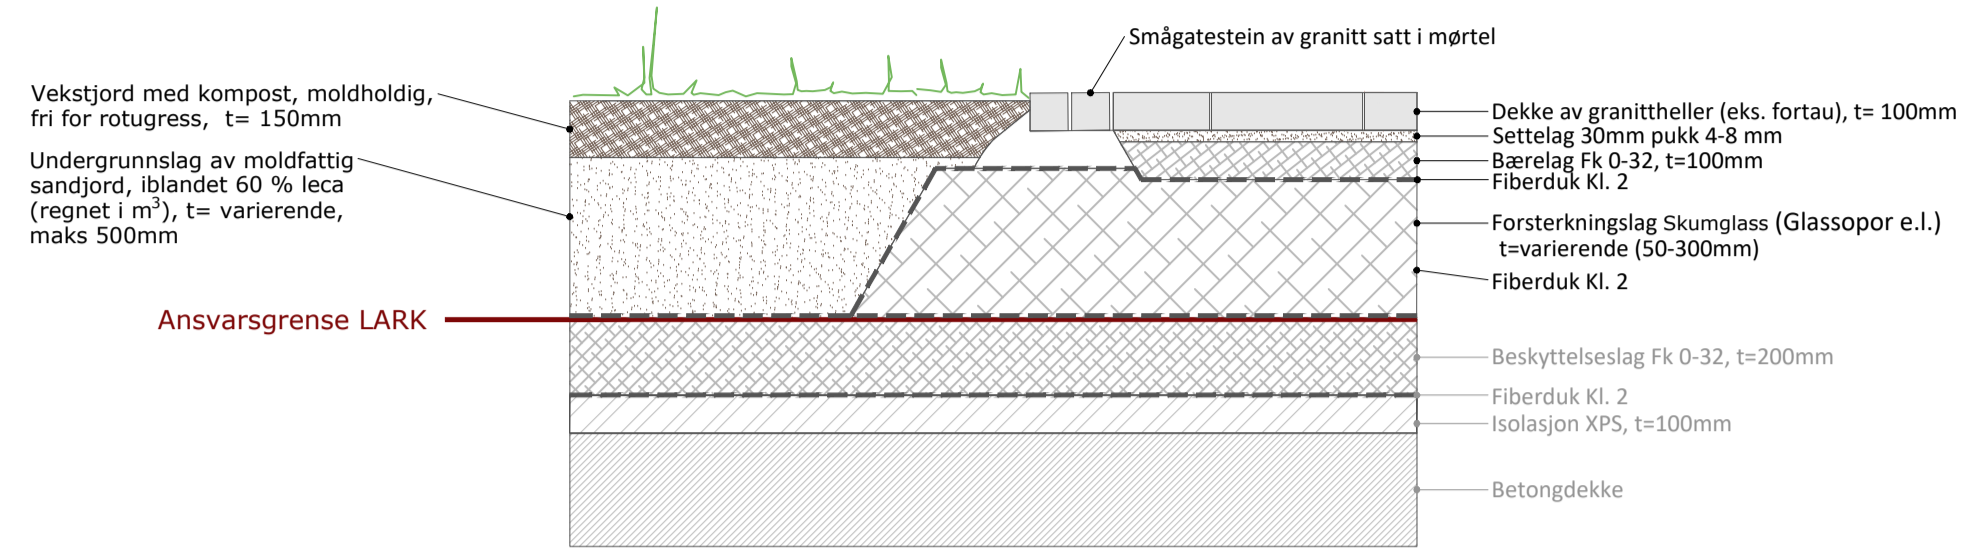 Smågatestein av granitt satt i mørtel
Vekstjord med kompost, moldholdig,
fri for rotugress, t= 150mm
Undergrunnslag av moldfattig
sandjord, iblandet 60 % leca
(regnet i m³), t= varierende,
maks 500mm
Ansvarsgrense LARK
Dekke av granittheller (eks. fortau), t= 100mm
Settelag 30mm pukk 4-8 mm
Bærelag Fk 0-32, t=100mm
Fiberduk Kl. 2
Forsterkningslag Skumglass (Glassopor e.l.)
t=varierende (50-300mm)
Fiberduk Kl. 2
Beskyttelseslag Fk 0-32, t=200mm
Fiberduk Kl. 2
Isolasjon XPS, t=100mm
Betongdekke